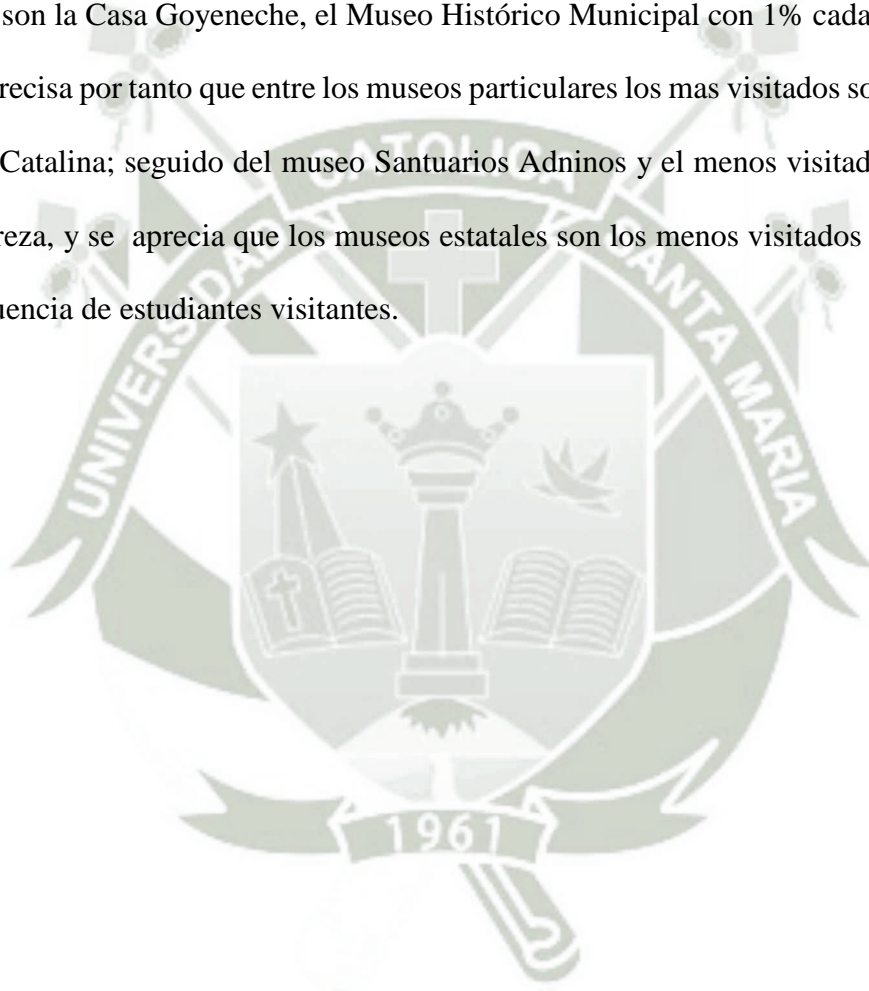 son la Casa Goyeneche, el Museo Histórico Municipal con 1% cada
recisa por tanto que entre los museos particulares los mas visitados so
Catalina; seguido del museo Santuarios Adninos y el menos visitad
reza, y se aprecia que los museos estatales son los menos visitados
uencia de estudiantes visitantes.
UNIVERSIDAD CATOLICA SANTA MARIA
1961